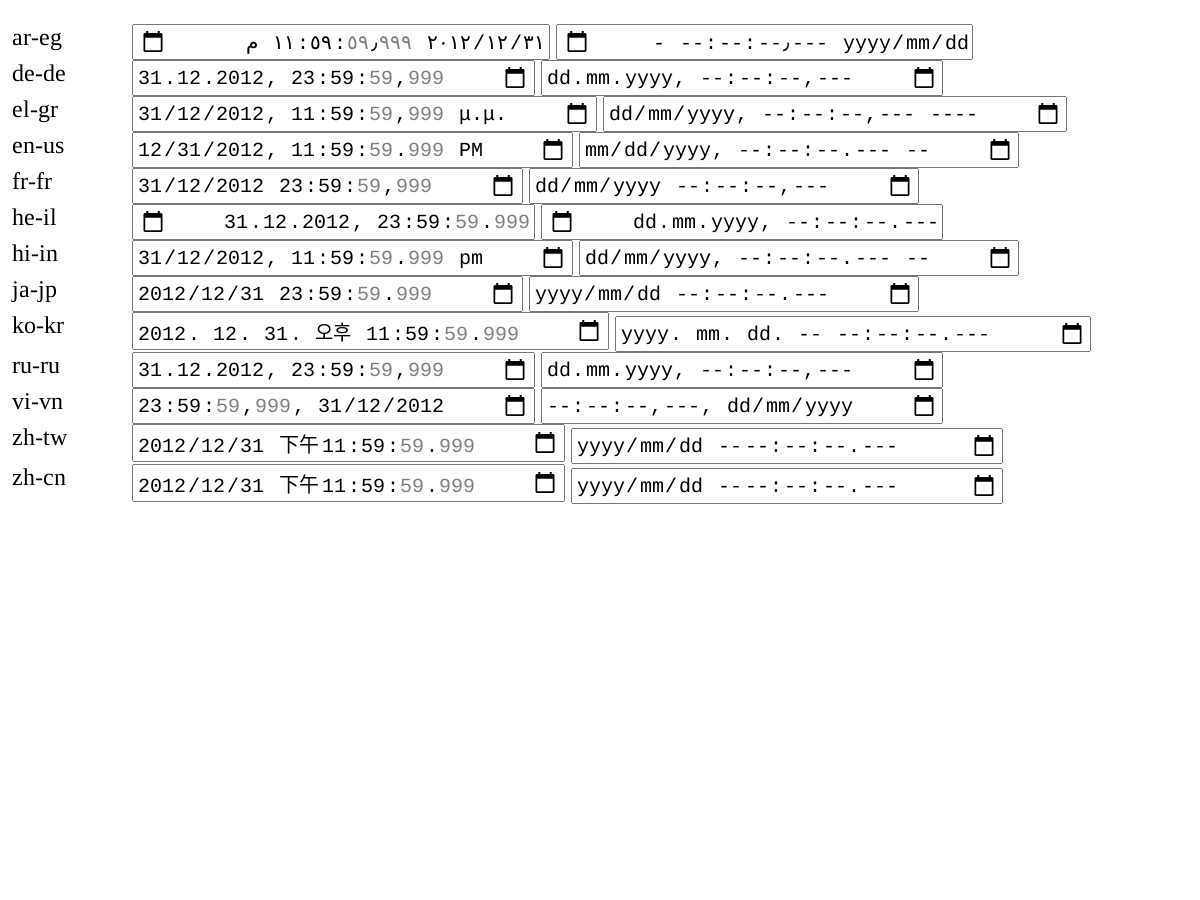 ar-eg ٢٠١٢/١٢/٣١ ١١:٥٩:٥٩٫٩٩٩ م yyyy/mm/dd --:--:--٫--- -
de-de 31.12.2012, 23:59:59,999 dd.mm.yyyy, --:--:--,---
el-gr 31/12/2012, 11:59:59,999 μ.μ. dd/mm/yyyy, --:--:--,--- ----
en-us 12/31/2012, 11:59:59.999 PM mm/dd/yyyy, --:--:--.--- --
fr-fr 31/12/2012 23:59:59,999 dd/mm/yyyy --:--:--,---
he-il 31.12.2012, 23:59:59.999 dd.mm.yyyy, --:--:--.---
hi-in 31/12/2012, 11:59:59.999 pm dd/mm/yyyy, --:--:--.--- --
ja-jp 2012/12/31 23:59:59.999 yyyy/mm/dd --:--:--.---
ko-kr 2012. 12. 31. 오후 11:59:59.999 yyyy. mm. dd. -- --:--:--.---
ru-ru 31.12.2012, 23:59:59,999 dd.mm.yyyy, --:--:--,---
vi-vn 23:59:59,999, 31/12/2012 --:--:--,---, dd/mm/yyyy
zh-tw 2012/12/31 下午11:59:59.999 yyyy/mm/dd ----:--:--.---
zh-cn 2012/12/31 下午11:59:59.999 yyyy/mm/dd ----:--:--.---